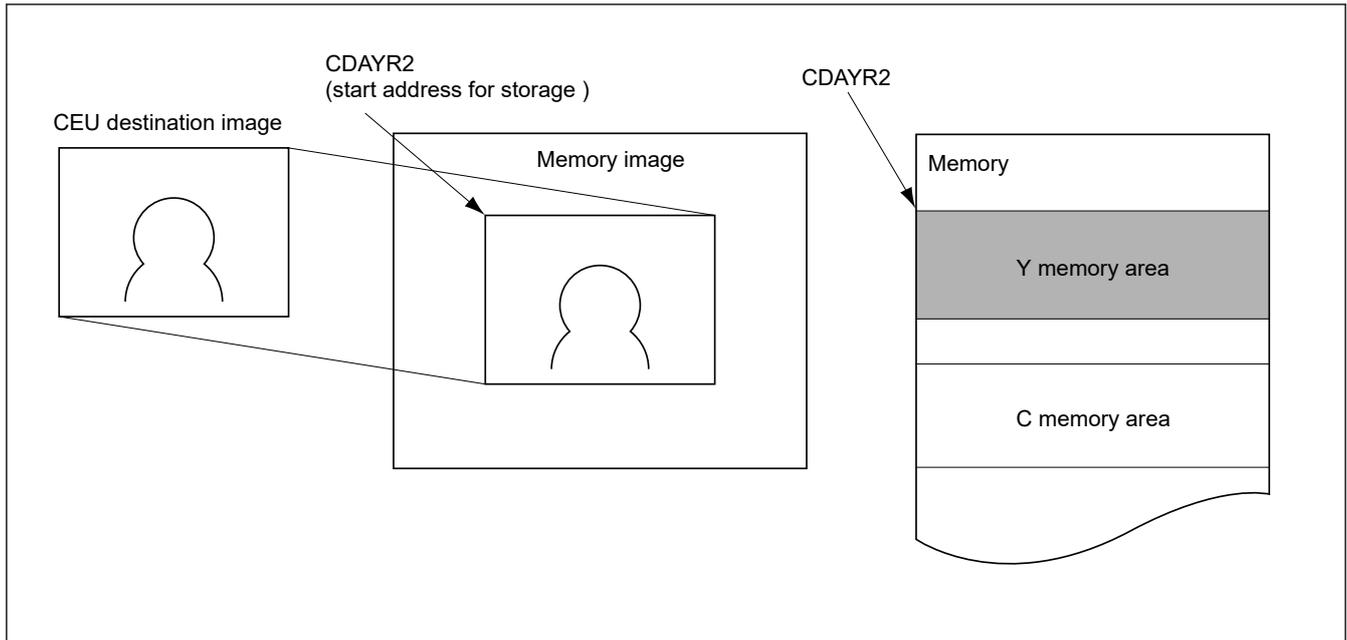 CDAYR2
(start address for storage )
CEU destination image
Memory image
CDAYR2
Memory
Y memory area
C memory area